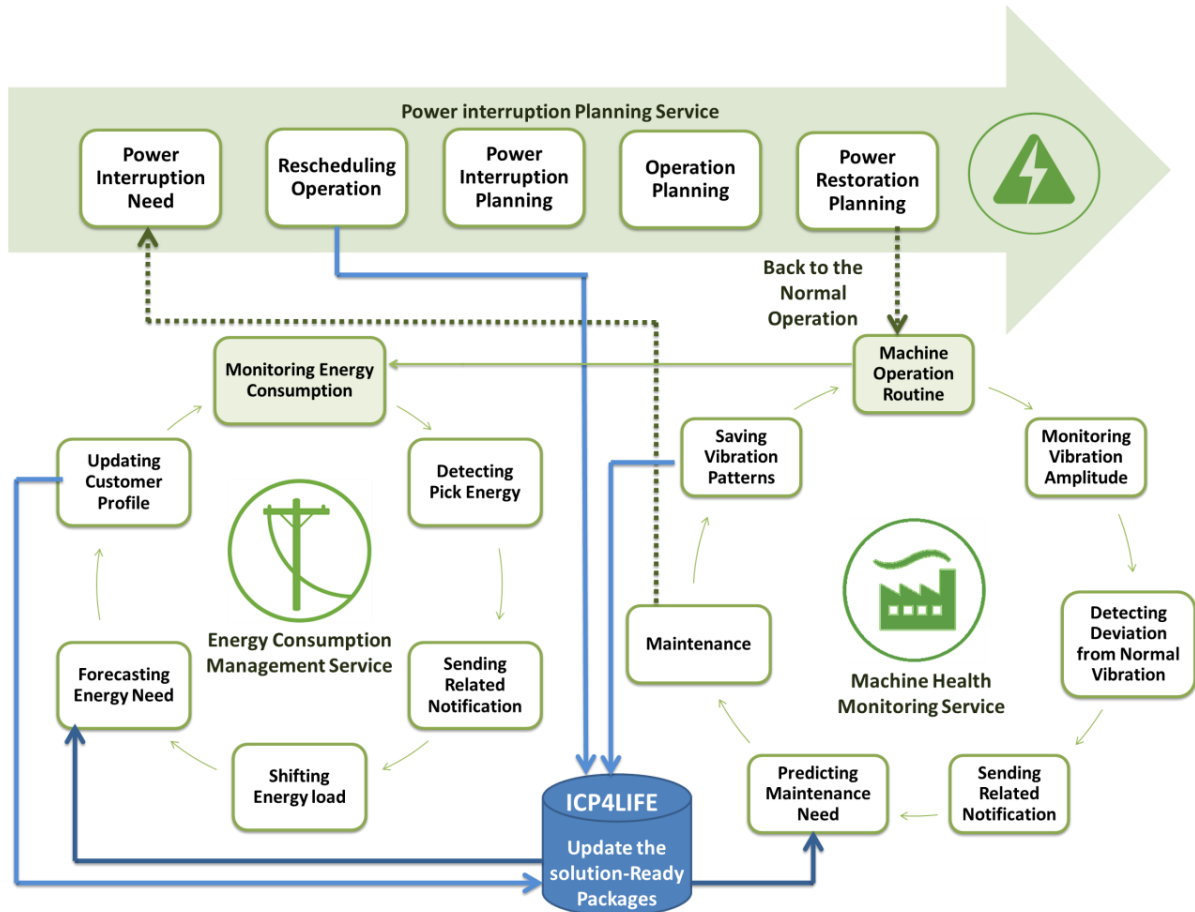 Power interruption Planning Service
Power
Interruption
Need
Rescheduling
Operation
Power
Interruption
Planning
Operation
Planning
Power
Restoration
Planning
Back to the
Normal
Operation
Monitoring Energy
Consumption
Machine
Operation
Routine
Updating
Customer
Profile
Detecting
Pick Energy
Saving
Vibration
Patterns
Monitoring
Vibration
Amplitude
Energy Consumption
Management Service
Forecasting
Energy Need
Sending
Related
Notification
Shifting
Energy load
Maintenance
Detecting
Deviation
from Normal
Vibration
Machine Health
Monitoring Service
Predicting
Maintenance
Need
Sending
Related
Notification
ICP4LIFE
Update the
solution-Ready
Packages